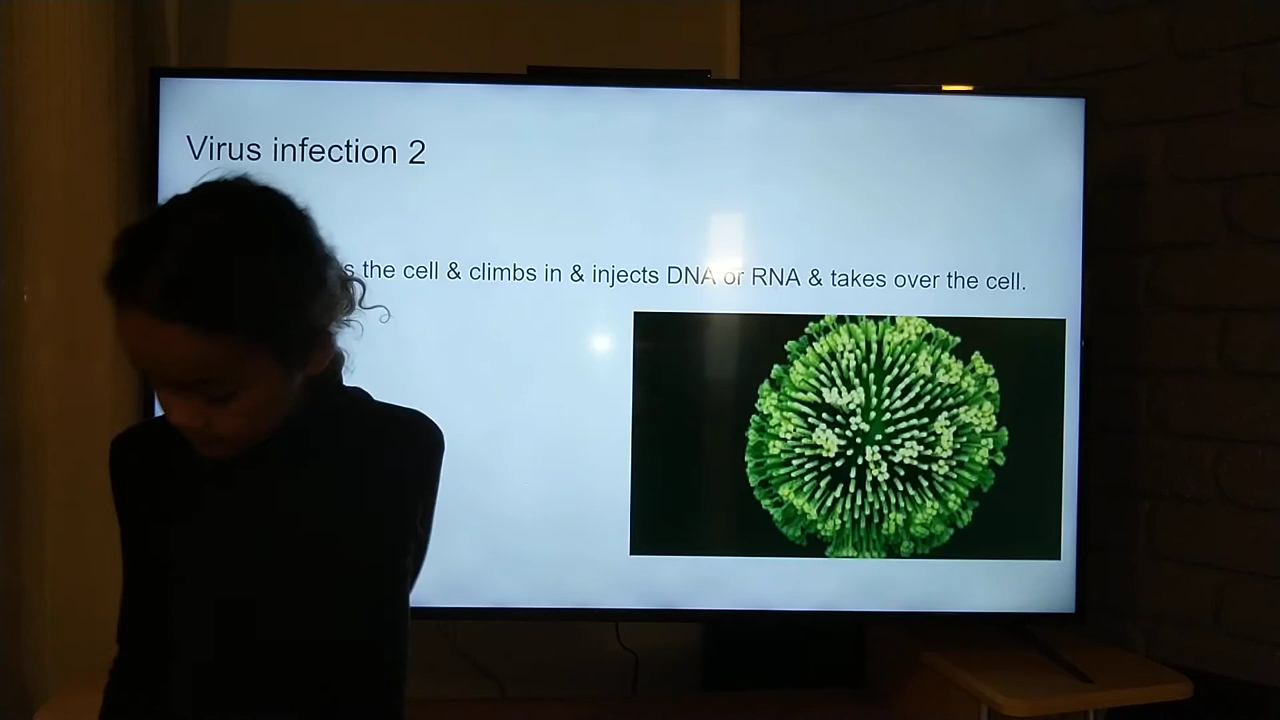 Virus infection 2
the cell & climbs in & injects DNA or RNA & takes over the cell.